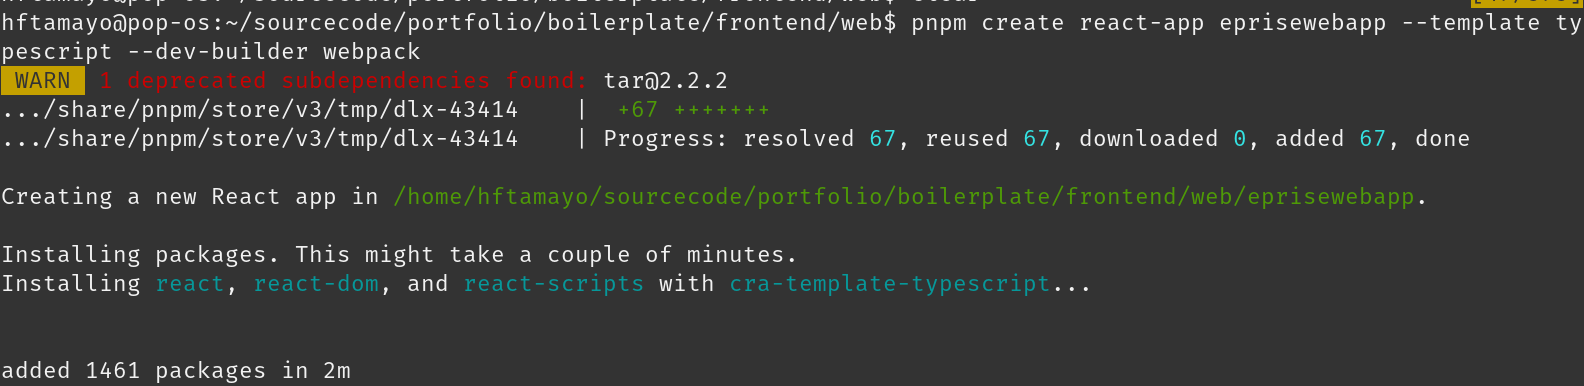 hftamayo@pop-os:~/sourcecode/portfolio/boilerplate/frontend/web$ pnpm create react-app eprisewebapp --template ty
pescript --dev-builder webpack
WARN 1 deprecated subdependencies found: tar@2.2.2
.../share/pnpm/store/v3/tmp/dlx-43414 | +67 +++++++
.../share/pnpm/store/v3/tmp/dlx-43414 | Progress: resolved 67, reused 67, downloaded 0, added 67, done
Creating a new React app in /home/hftamayo/sourcecode/portfolio/boilerplate/frontend/web/eprisewebapp.
Installing packages. This might take a couple of minutes.
Installing react, react-dom, and react-scripts with cra-template-typescript...
added 1461 packages in 2m